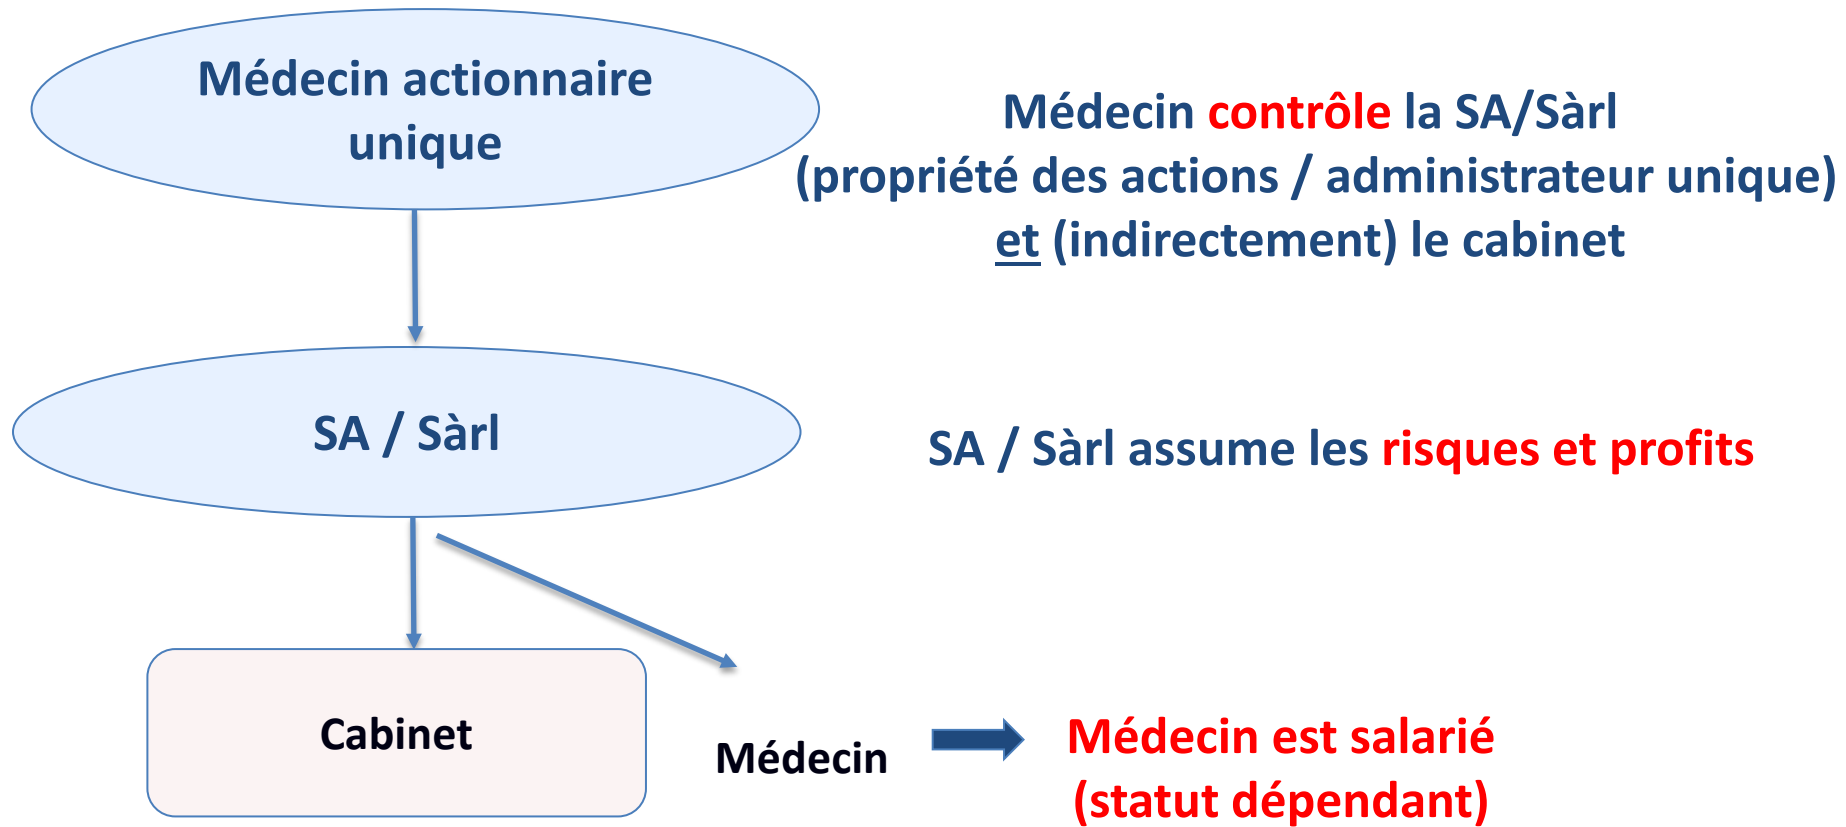 Médecin actionnaire
unique
Médecin contrôle la SA/Sàrl
(propriété des actions / administrateur unique)
et (indirectement) le cabinet
SA / Sàrl
SA / Sàrl assume les risques et profits
Cabinet
Médecin
Médecin est salarié
(statut dépendant)